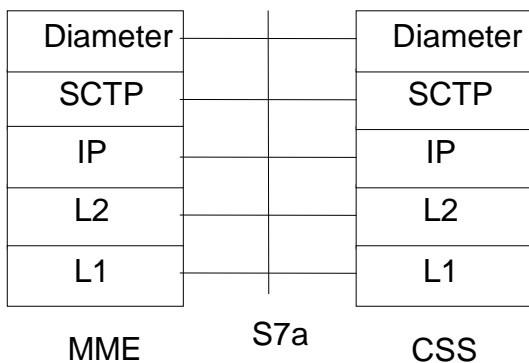 Diameter Diameter
SCTP SCTP
IP IP
L2 L2
L1 L1
MME S7a CSS